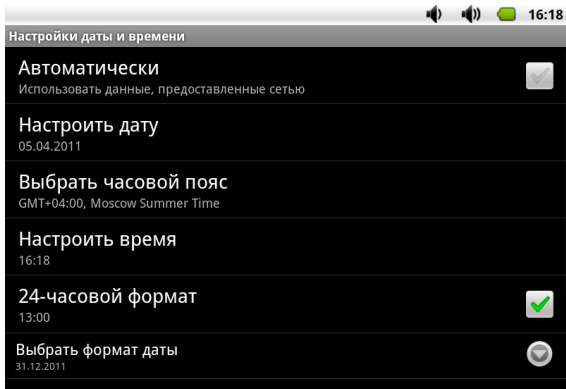 16:18
Настройки даты и времени
Автоматически
Использовать данные, предоставленные сетью
Настроить дату
05.04.2011
Выбрать часовой пояс
GMT+04:00, Moscow Summer Time
Настроить время
16:18
24-часовой формат
13:00
Выбрать формат даты
31.12.2011